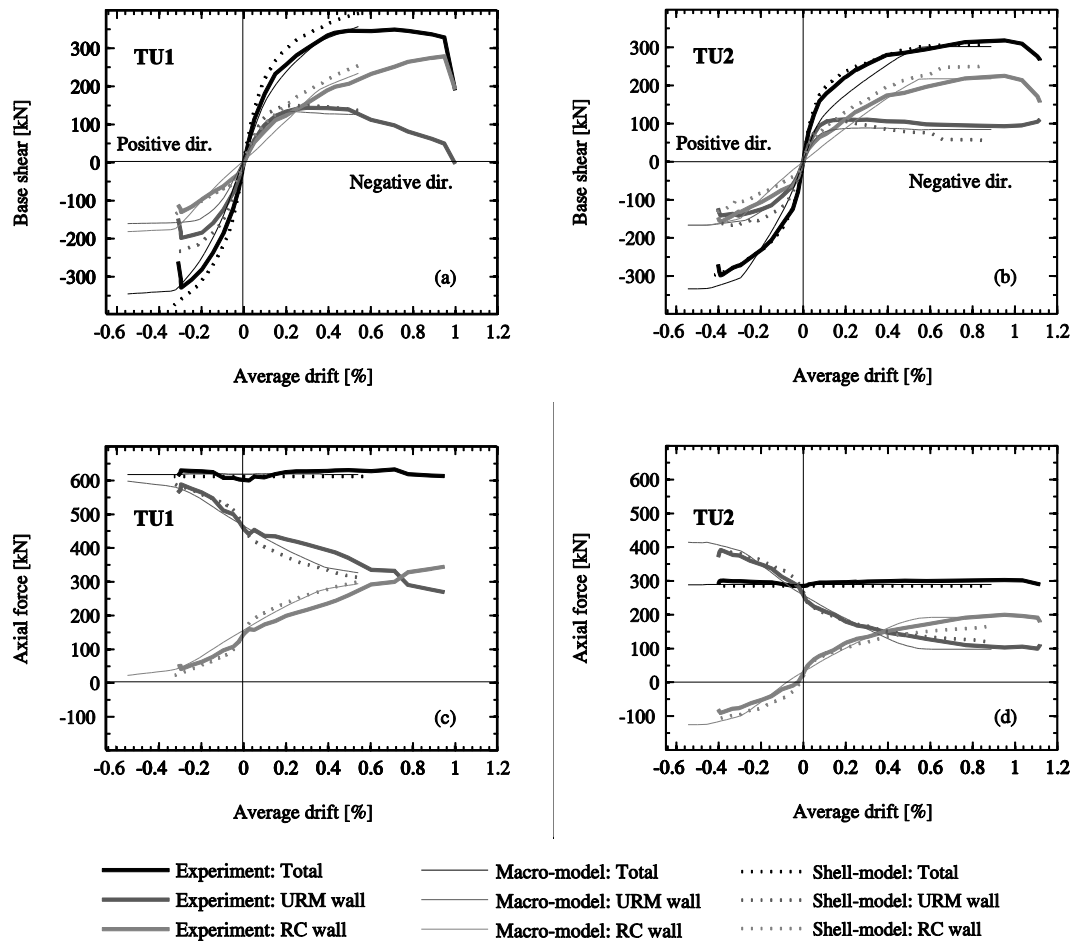 TU1
Base shear [kN]
300
200
100
0
-100
-200
-300
Positive dir.
Negative dir.
(a)
-0.6 -0.4 -0.2 0 0.2 0.4 0.6 0.8 1 1.2
Average drift [%]
TU2
Base shear [kN]
300
200
100
0
-100
-200
-300
Positive dir.
Negative dir.
(b)
-0.6 -0.4 -0.2 0 0.2 0.4 0.6 0.8 1 1.2
Average drift [%]
TU1
Axial force [kN]
600
500
400
300
200
100
0
-100
(c)
-0.6 -0.4 -0.2 0 0.2 0.4 0.6 0.8 1 1.2
Average drift [%]
TU2
Axial force [kN]
600
500
400
300
200
100
0
-100
(d)
-0.6 -0.4 -0.2 0 0.2 0.4 0.6 0.8 1 1.2
Average drift [%]
Experiment: Total
Macro-model: Total
Shell-model: Total
Experiment: URM wall
Macro-model: URM wall
Shell-model: URM wall
Experiment: RC wall
Macro-model: RC wall
Shell-model: RC wall